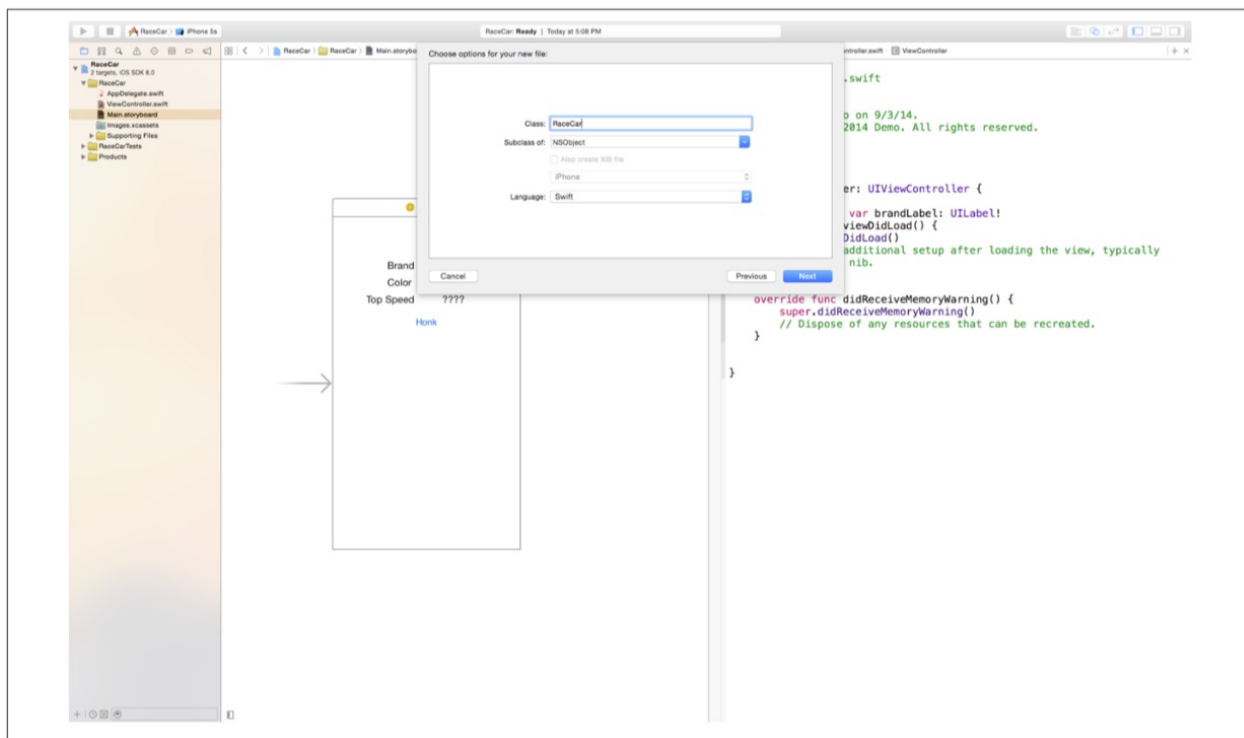 RaceCar
iPhone 5s
RaceCar: Ready | Today at 5:08 PM
RaceCar
2 targets, iOS SDK 8.0
RaceCar
AppDelegate.swift
ViewController.swift
Main.storyboard
Images.xcassets
Supporting Files
RaceCarTests
Products
RaceCar
RaceCar
Main.storybo
Choose options for your new file:
Class: RaceCar
Subclass of: NSObject
Also create XIB file
iPhone
Language: Swift
Cancel
Previous
Next
Brand
Color
Top Speed ????
Honk
ntroller.swift
ViewController
.swift
o on 9/3/14.
2014 Demo. All rights reserved.
er: UIViewController {
var brandLabel: UILabel!
viewDidLoad() {
DidLoad()
additional setup after loading the view, typically
nib.
override func didReceiveMemoryWarning() {
super.didReceiveMemoryWarning()
// Dispose of any resources that can be recreated.
}
}